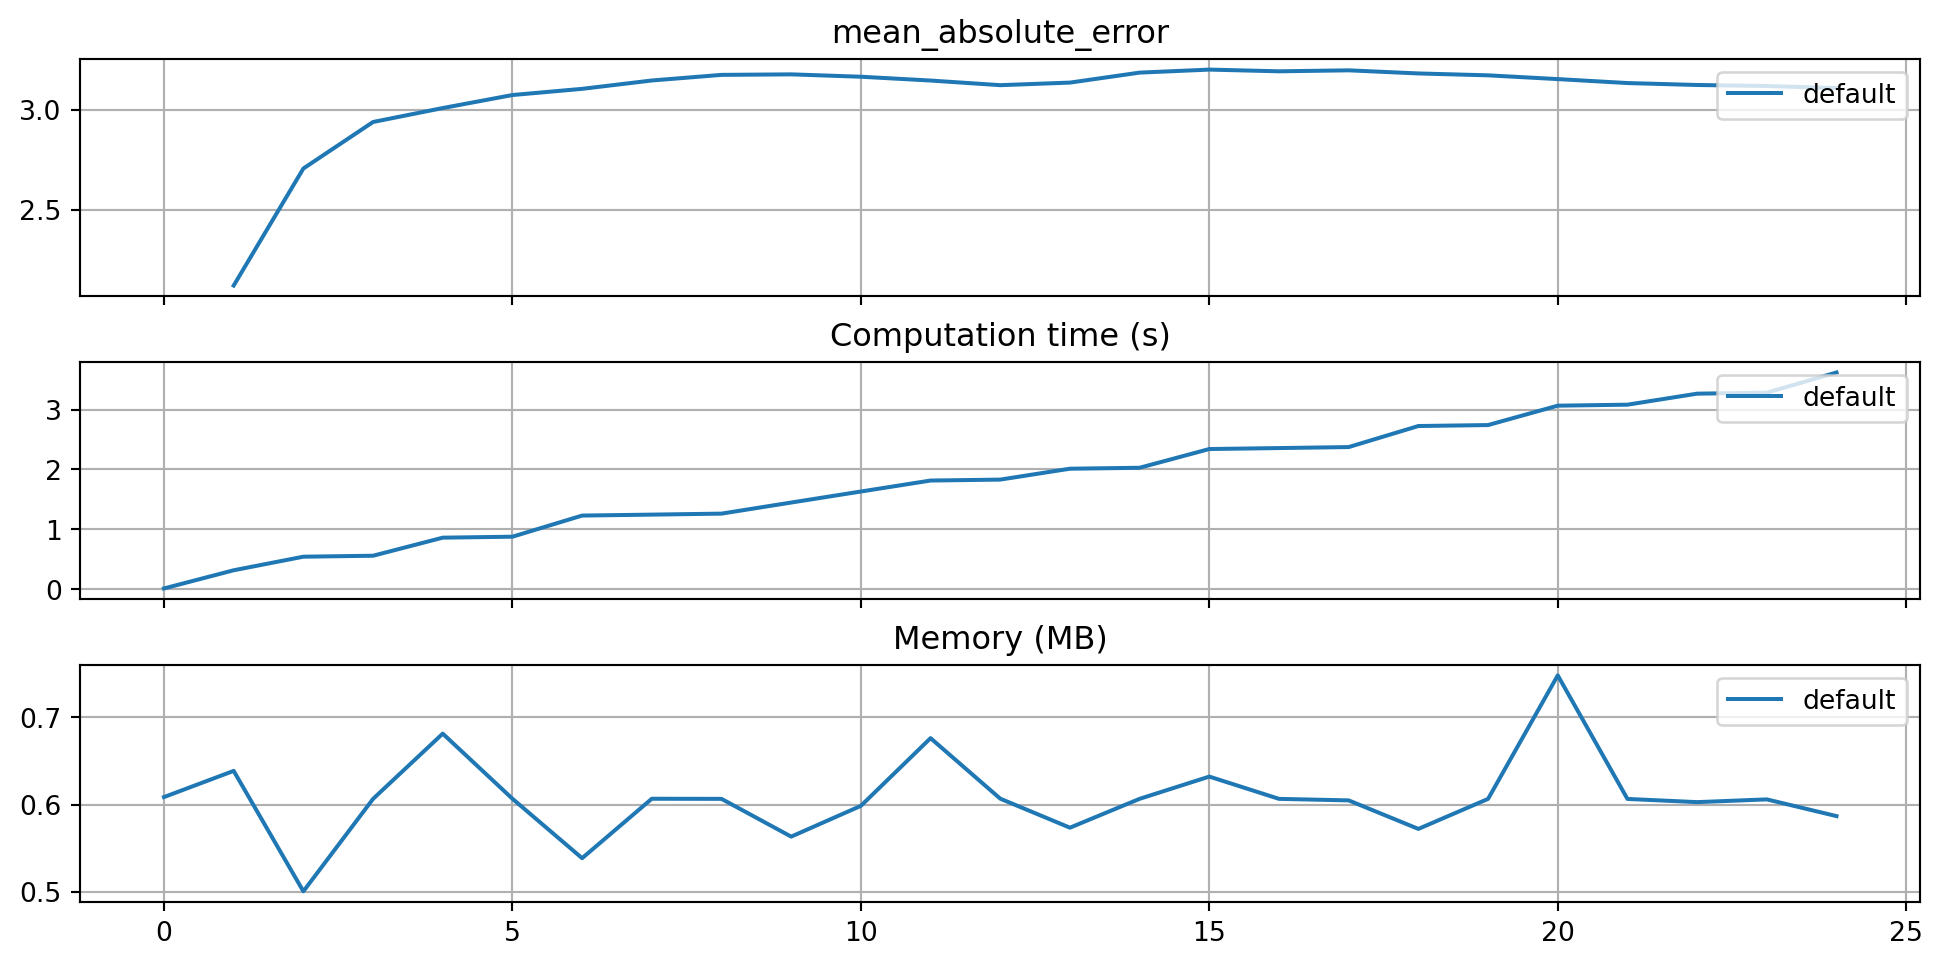 mean_absolute_error
3.0
2.5
default
Computation time (s)
3
2
1
0
default
Memory (MB)
0.7
0.6
0.5
default
0 5 10 15 20 25